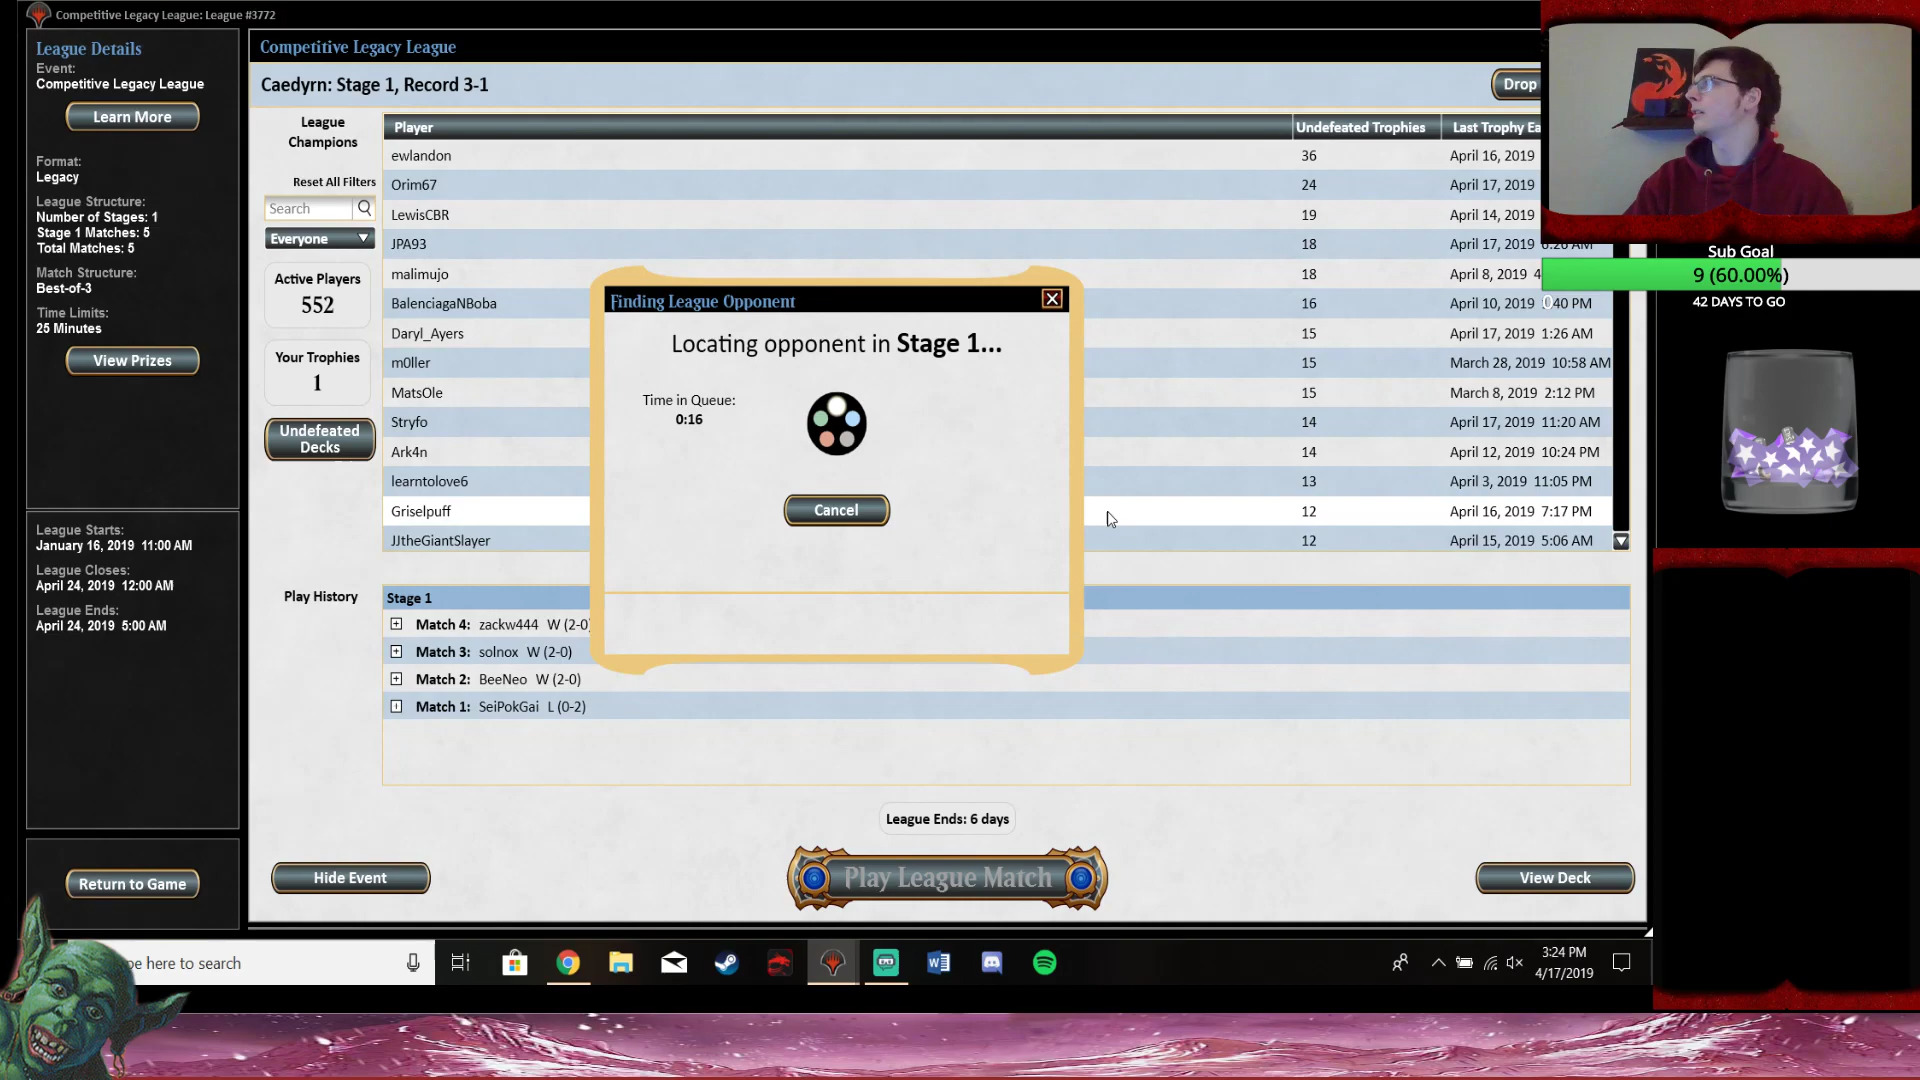 Competitive Legacy League: League #3772
League Details
Event:
Competitive Legacy League
Learn More
Format:
Legacy
League Structure:
Number of Stages: 1
Stage 1 Matches: 5
Total Matches: 5
Match Structure:
Best-of-3
Time Limits:
25 Minutes
View Prizes
League Starts:
January 16, 2019 11:00 AM
League Closes:
April 24, 2019 12:00 AM
League Ends:
April 24, 2019 5:00 AM
Return to Game
Competitive Legacy League
Caedyrn: Stage 1, Record 3-1
Drop
League
Champions
Reset All Filters
Search
Everyone
Active Players
552
Your Trophies
1
Undefeated
Decks
Player Undefeated Trophies Last Trophy Ea
ewlandon 36 April 16, 2019
Orim67 24 April 17, 2019
LewisCBR 19 April 14, 2019
JPA93 18 April 17, 2019 6:26 AM
malimujo 18 April 8, 2019 4
BalenciagaNBoba 16 April 10, 2019 :40 PM
Daryl_Ayers 15 April 17, 2019 1:26 AM
m0ller 15 March 28, 2019 10:58 AM
MatsOle 15 March 8, 2019 2:12 PM
Stryfo 14 April 17, 2019 11:20 AM
Ark4n 14 April 12, 2019 10:24 PM
learntolove6 13 April 3, 2019 11:05 PM
Griselpuff 12 April 16, 2019 7:17 PM
JJtheGiantSlayer 12 April 15, 2019 5:06 AM
Finding League Opponent
Locating opponent in Stage 1...
Time in Queue:
0:16
Cancel
Play History
Stage 1
Match 4: zackw444 W (2-0)
Match 3: solnox W (2-0)
Match 2: BeeNeo W (2-0)
Match 1: SeiPokGai L (0-2)
League Ends: 6 days
Hide Event
Play League Match
View Deck
Sub Goal
9 (60.00%)
0
42 DAYS TO GO
pe here to search
3:24 PM
4/17/2019